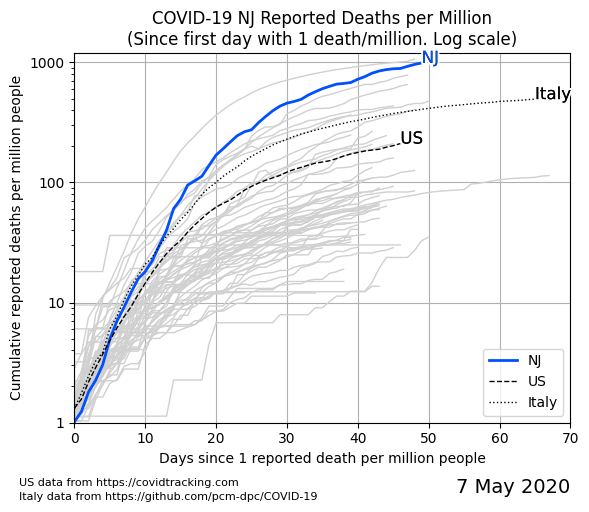 COVID-19 NJ Reported Deaths per Million
(Since first day with 1 death/million. Log scale)
Cumulative reported deaths per million people
1000
100
10
1
NJ
Italy
US
NJ
US
Italy
0 10 20 30 40 50 60 70
Days since 1 reported death per million people
US data from https://covidtracking.com
Italy data from https://github.com/pcm-dpc/COVID-19
7 May 2020